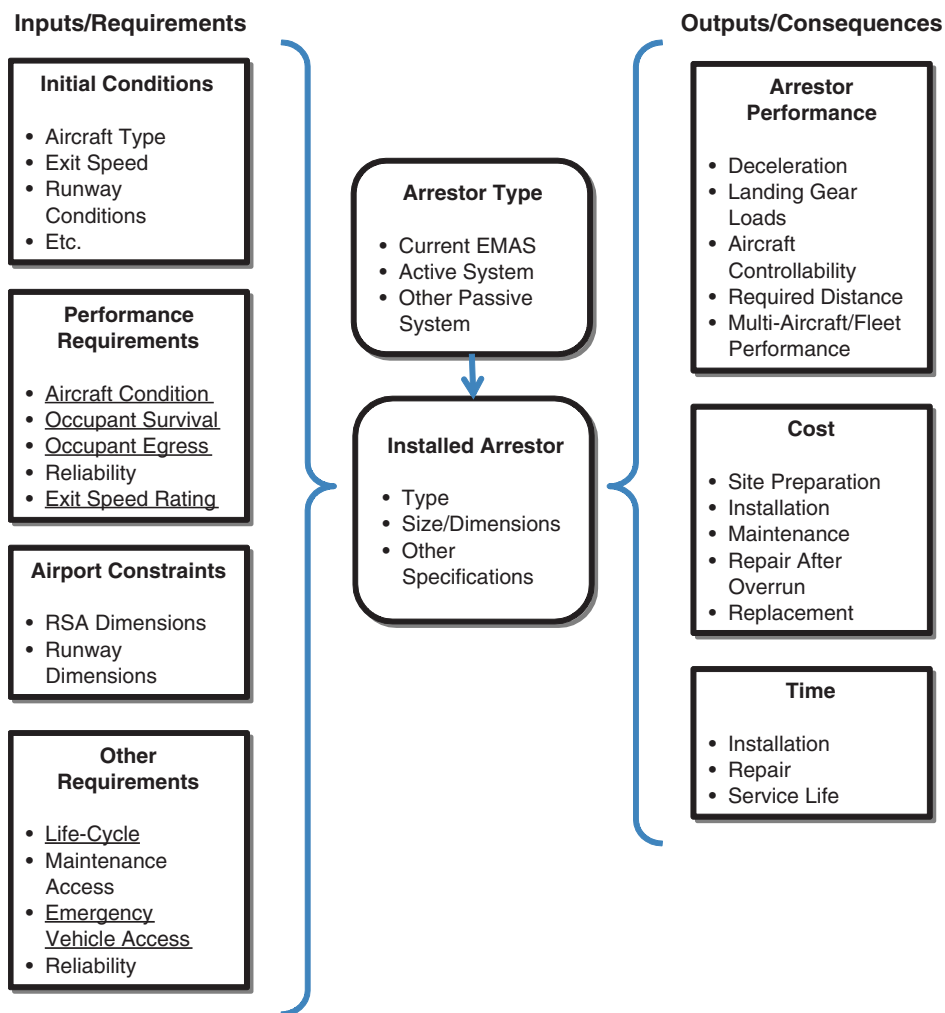 Inputs/Requirements
Initial Conditions
• Aircraft Type
• Exit Speed
• Runway
Conditions
• Etc.
Performance
Requirements
• Aircraft Condition
• Occupant Survival
• Occupant Egress
• Reliability
• Exit Speed Rating
Airport Constraints
• RSA Dimensions
• Runway
Dimensions
Other
Requirements
• Life-Cycle
• Maintenance
Access
• Emergency
Vehicle Access
• Reliability
Arrestor Type
• Current EMAS
• Active System
• Other Passive
System
Installed Arrestor
• Type
• Size/Dimensions
• Other
Specifications
Outputs/Consequences
Arrestor
Performance
• Deceleration
• Landing Gear
Loads
• Aircraft
Controllability
• Required Distance
• Multi-Aircraft/Fleet
Performance
Cost
• Site Preparation
• Installation
• Maintenance
• Repair After
Overrun
• Replacement
Time
• Installation
• Repair
• Service Life